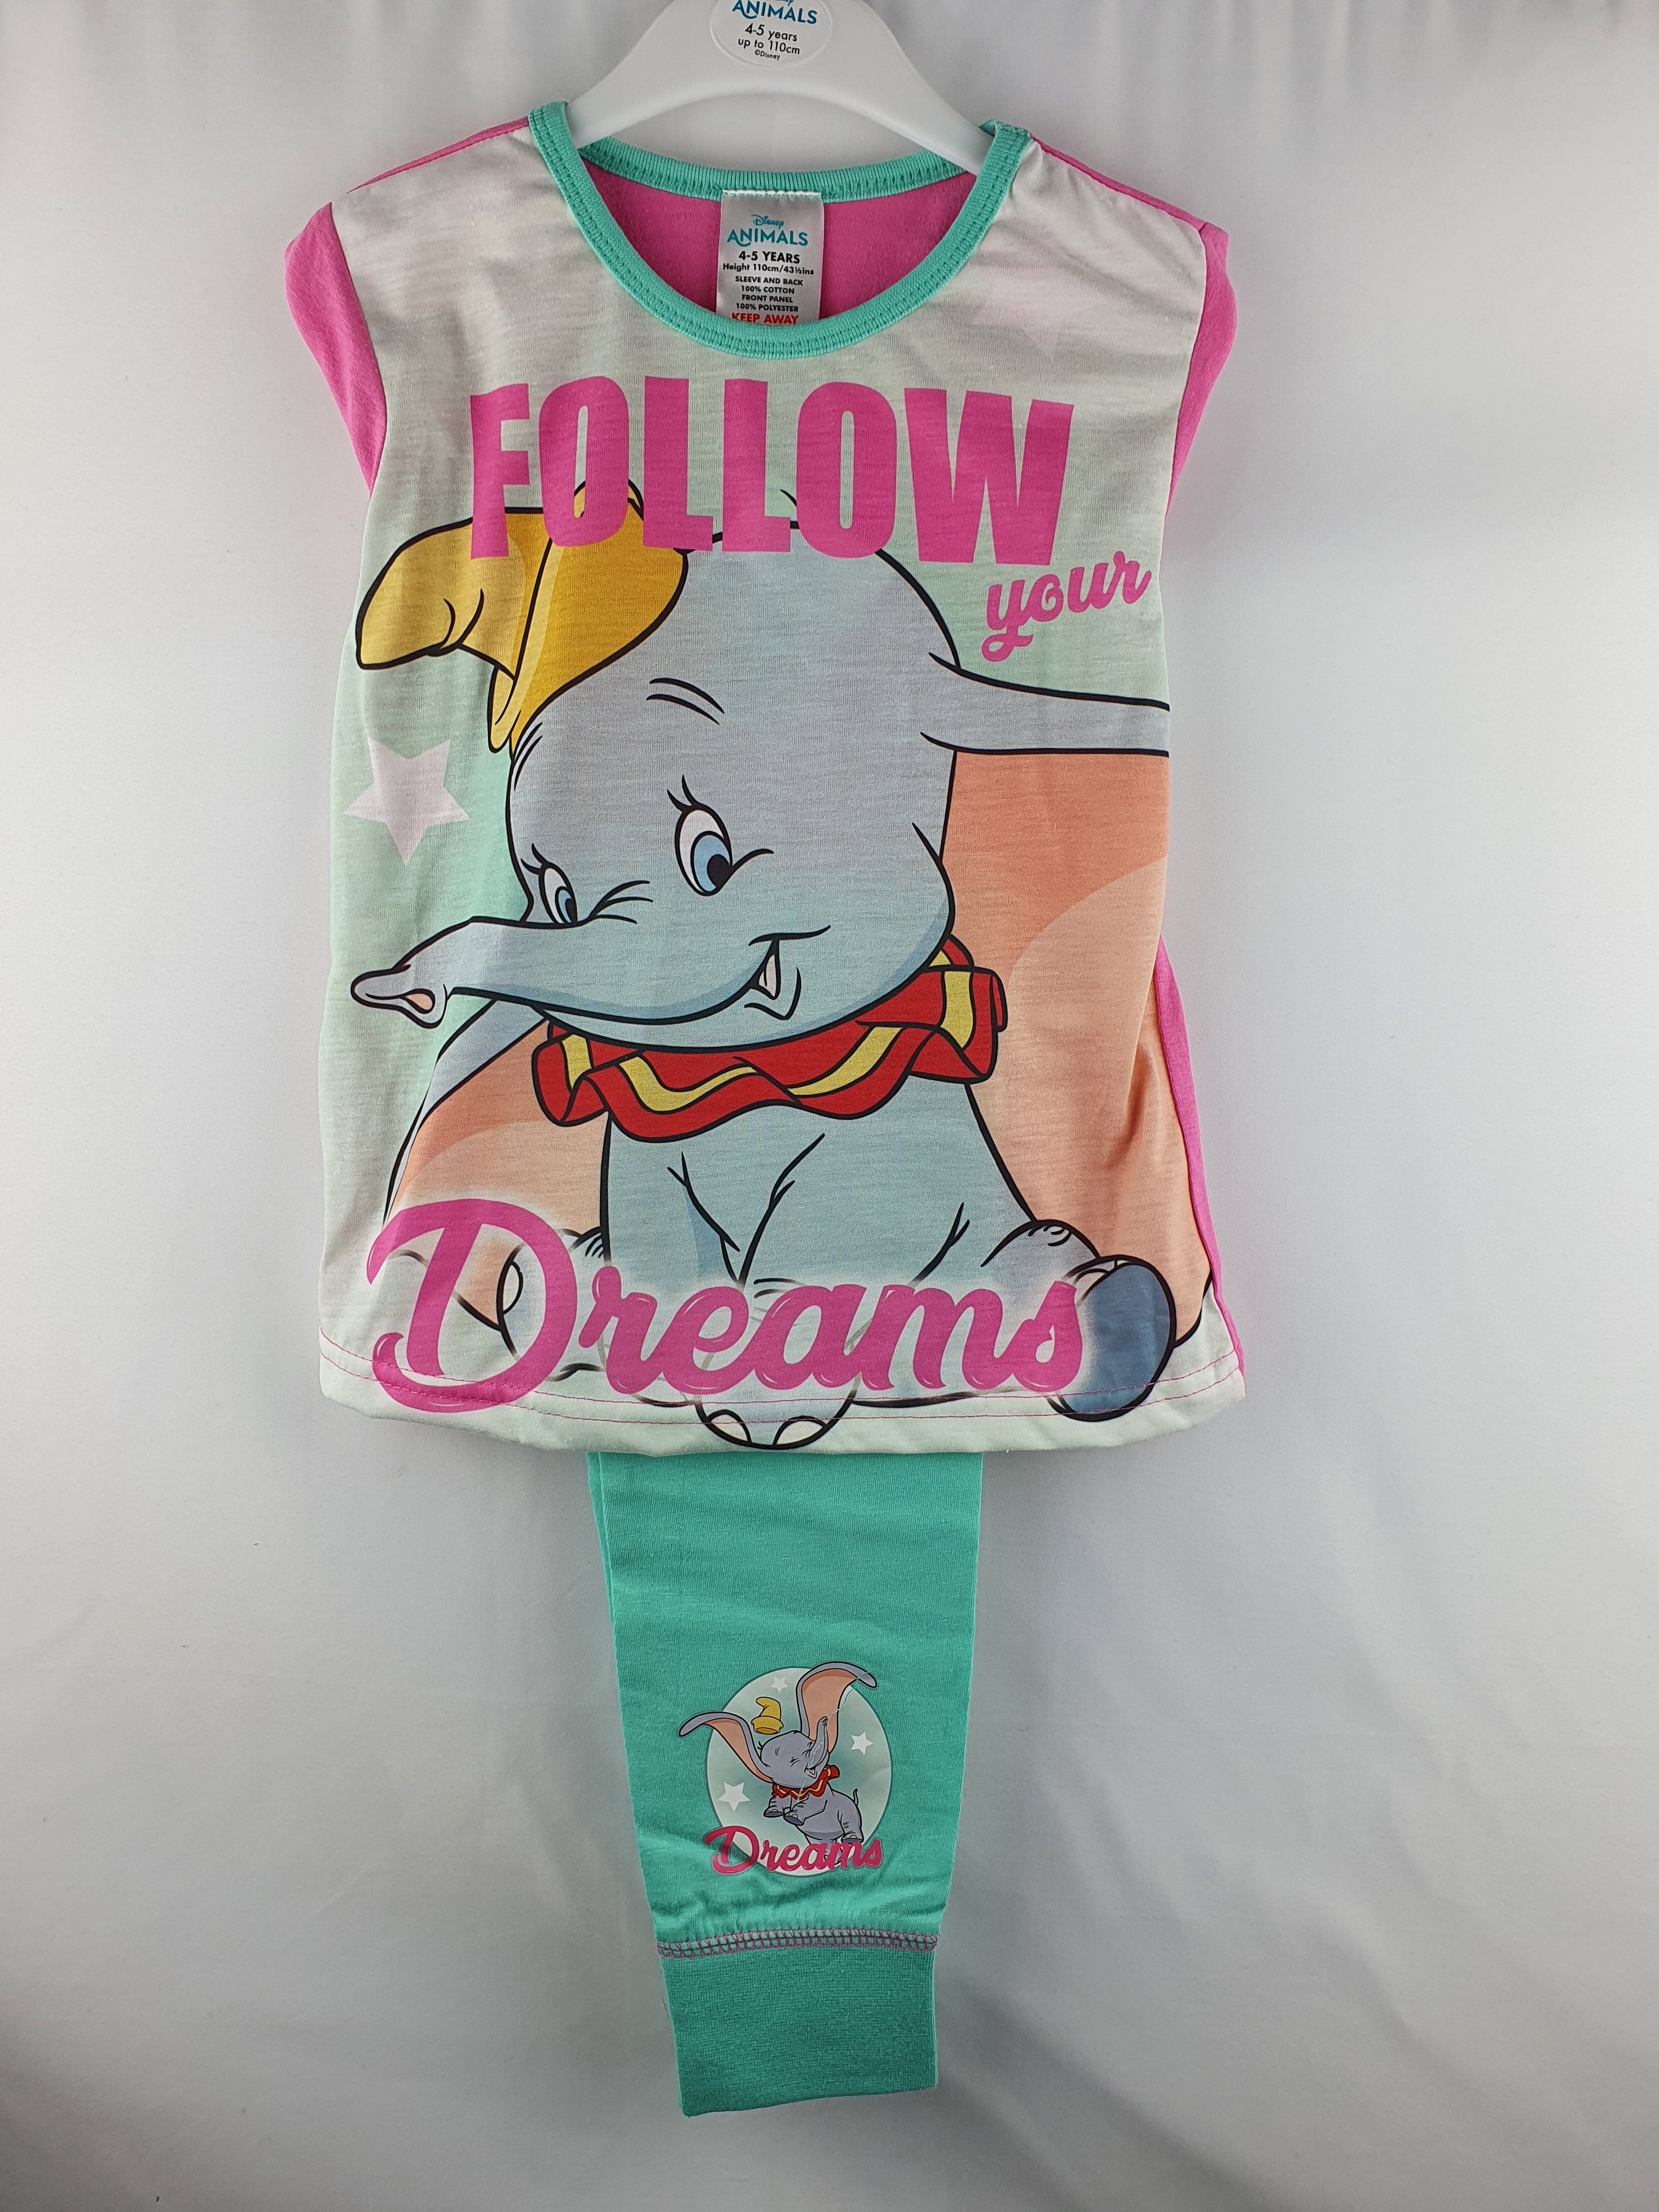 ANIMALS
4-5 years
up to 110cm
©Disney
Disney
ANIMALS
4-5 YEARS
Height 110cm/43½ins
SLEEVE AND BACK
100% COTTON
FRONT PANEL
100% POLYESTER
KEEP AWAY
FOLLOW
your
Dreams
Dreams